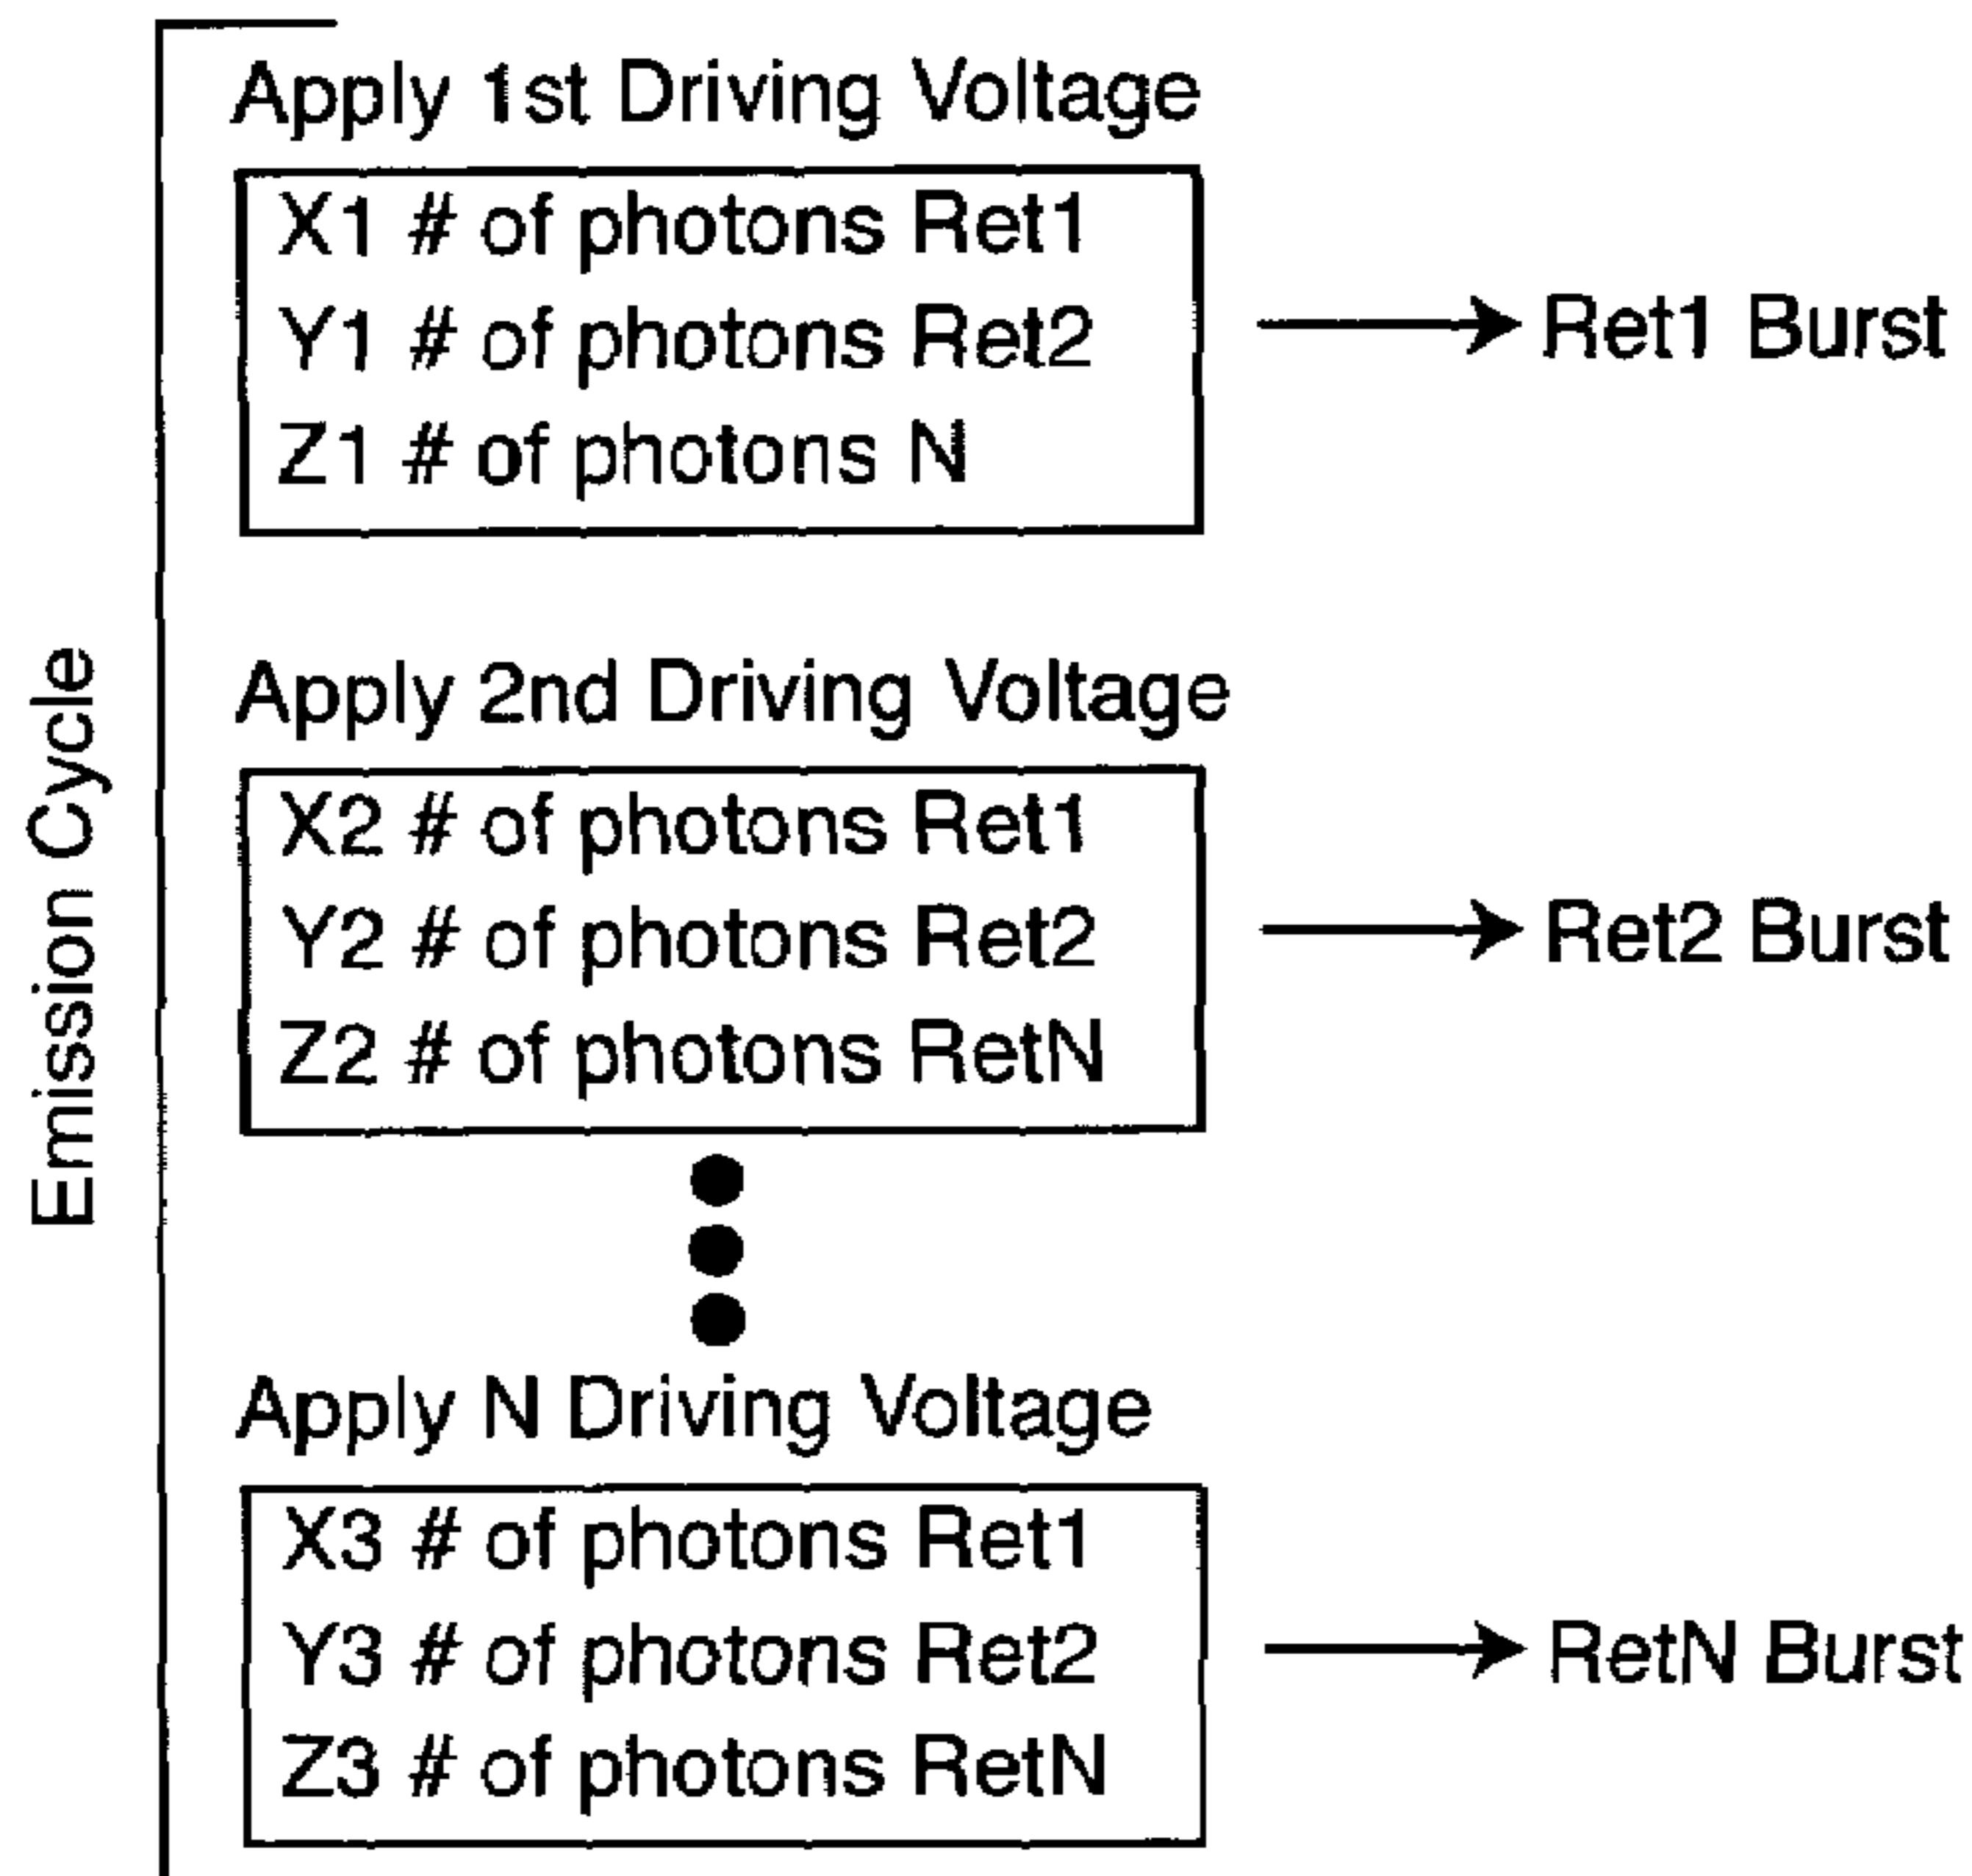 Emission Cycle
Apply 1st Driving Voltage
X1 # of photons Ret1
Y1 # of photons Ret2
Z1 # of photons N
Ret1 Burst
Apply 2nd Driving Voltage
X2 # of photons Ret1
Y2 # of photons Ret2
Z2 # of photons RetN
Ret2 Burst
Apply N Driving Voltage
X3 # of photons Ret1
Y3 # of photons Ret2
Z3 # of photons RetN
RetN Burst